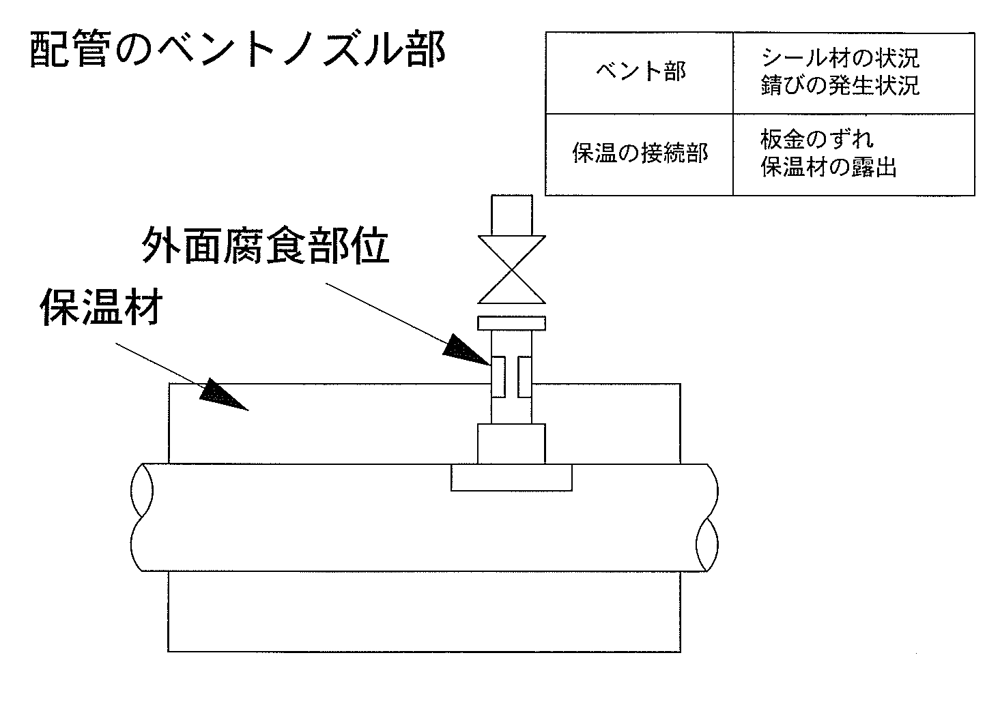 配管のベントノズル部
ベント部
シール材の状況
錆びの発生状況
保温の接続部
板金のずれ
保温材の露出
外面腐食部位
保温材